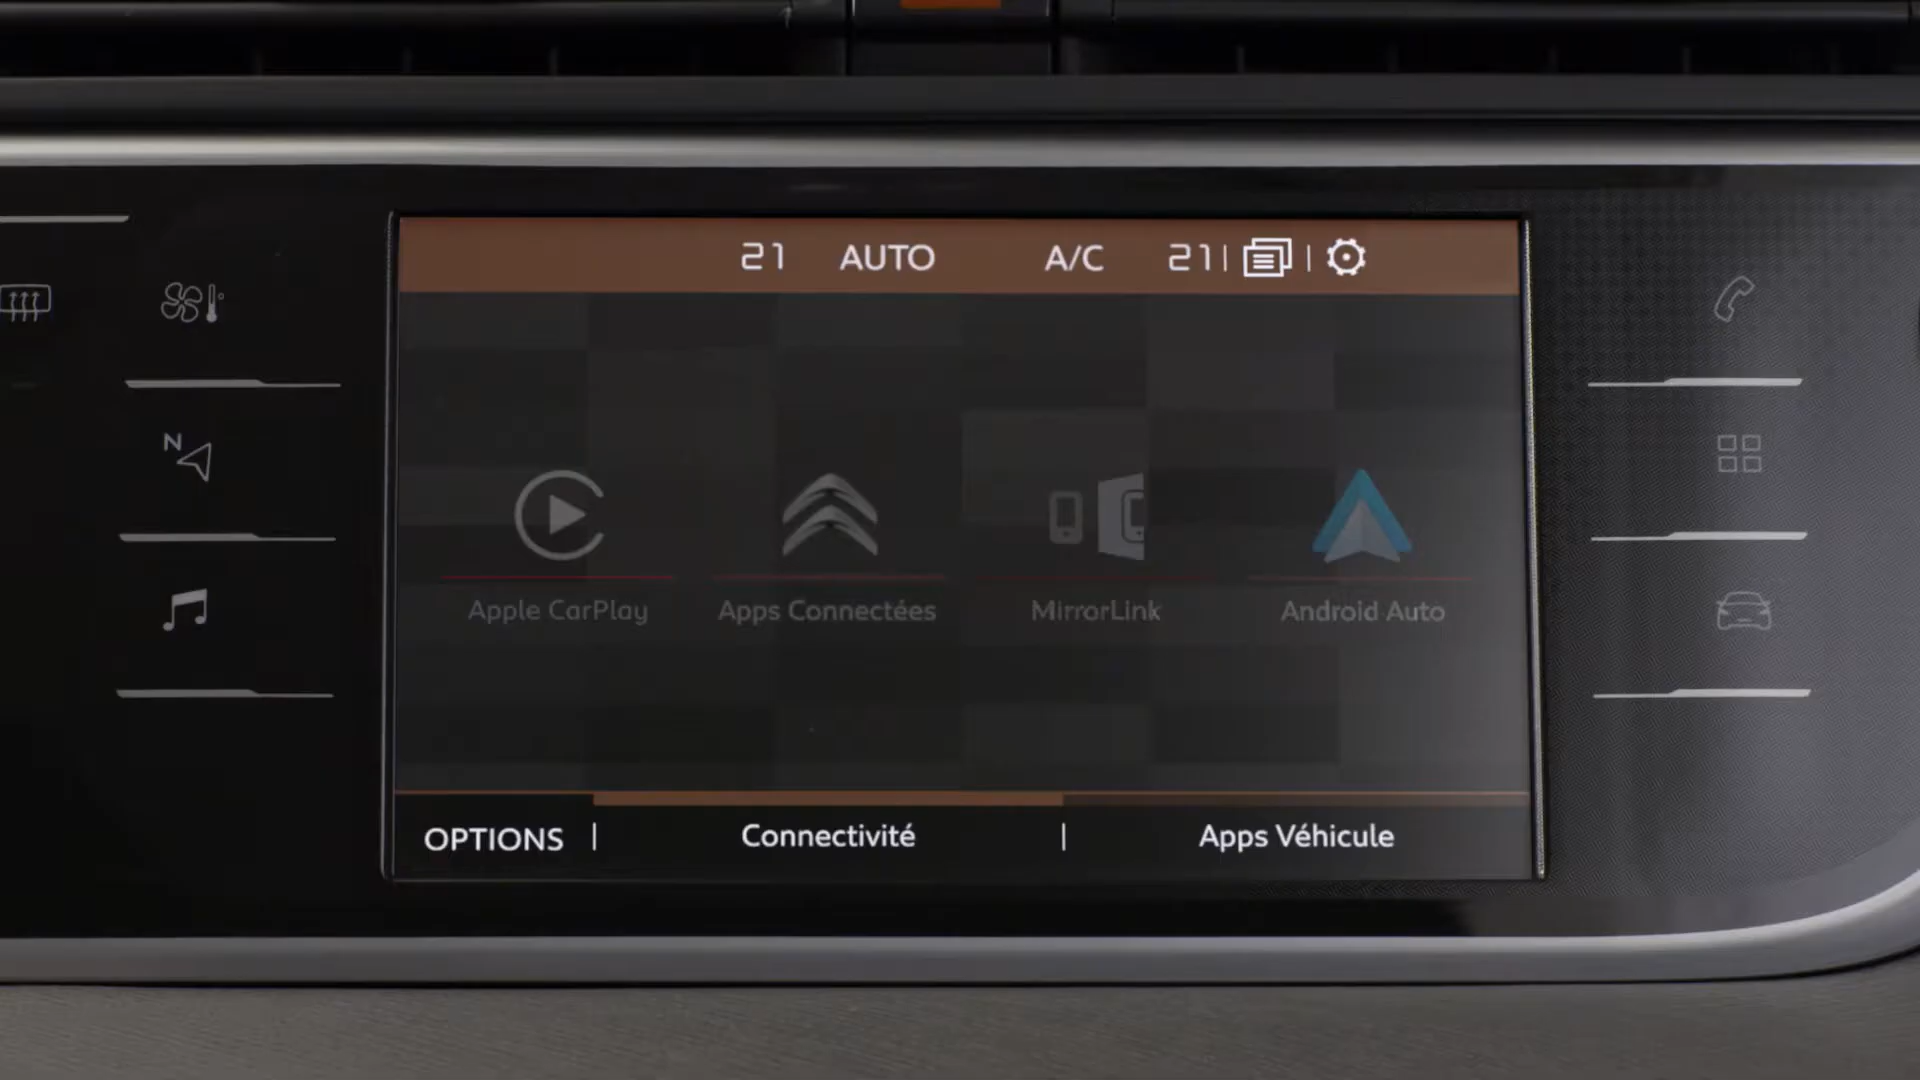 21 AUTO A/C 21
N
Apple CarPlay Apps Connectées MirrorLink Android Auto
OPTIONS Connectivité Apps Véhicule